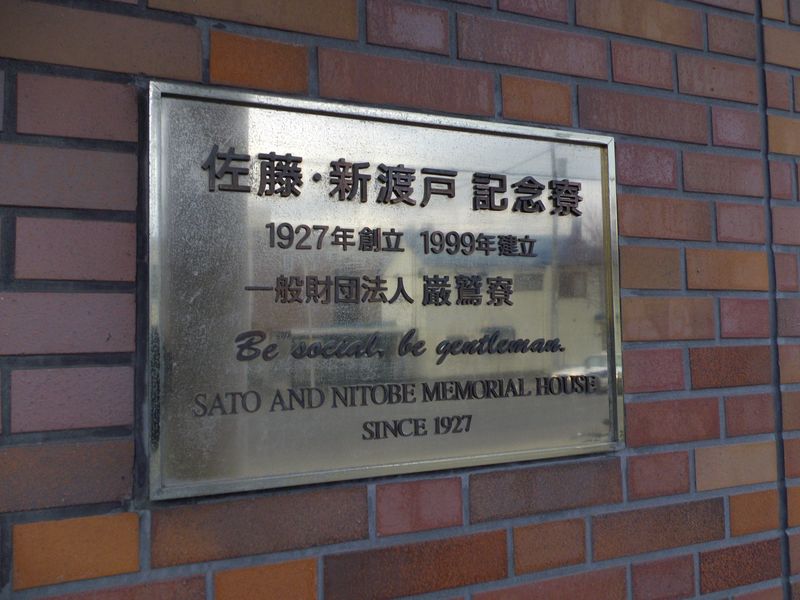 佐藤・新渡戸 記念寮
1927年創立 1999年建立
一般財団法人 巌鷲寮
Be social, be gentleman.
SATO AND NITOBE MEMORIAL HOUSE
SINCE 1927